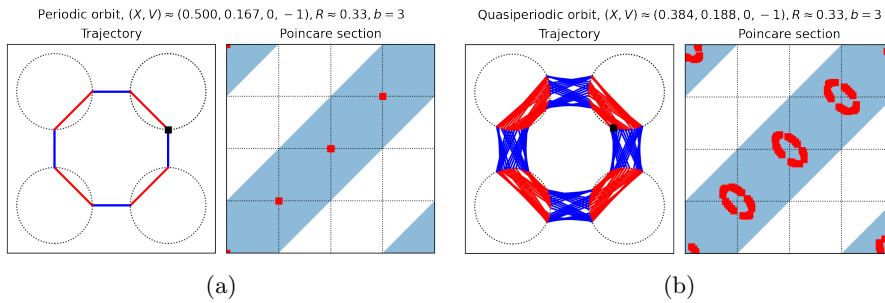 Periodic orbit, (X, V) ≈ (0.500, 0.167, 0, −1), R ≈ 0.33, b = 3
Trajectory
Poincare section
(a)
Quasiperiodic orbit, (X, V) ≈ (0.384, 0.188, 0, −1), R ≈ 0.33, b = 3
Trajectory
Poincare section
(b)